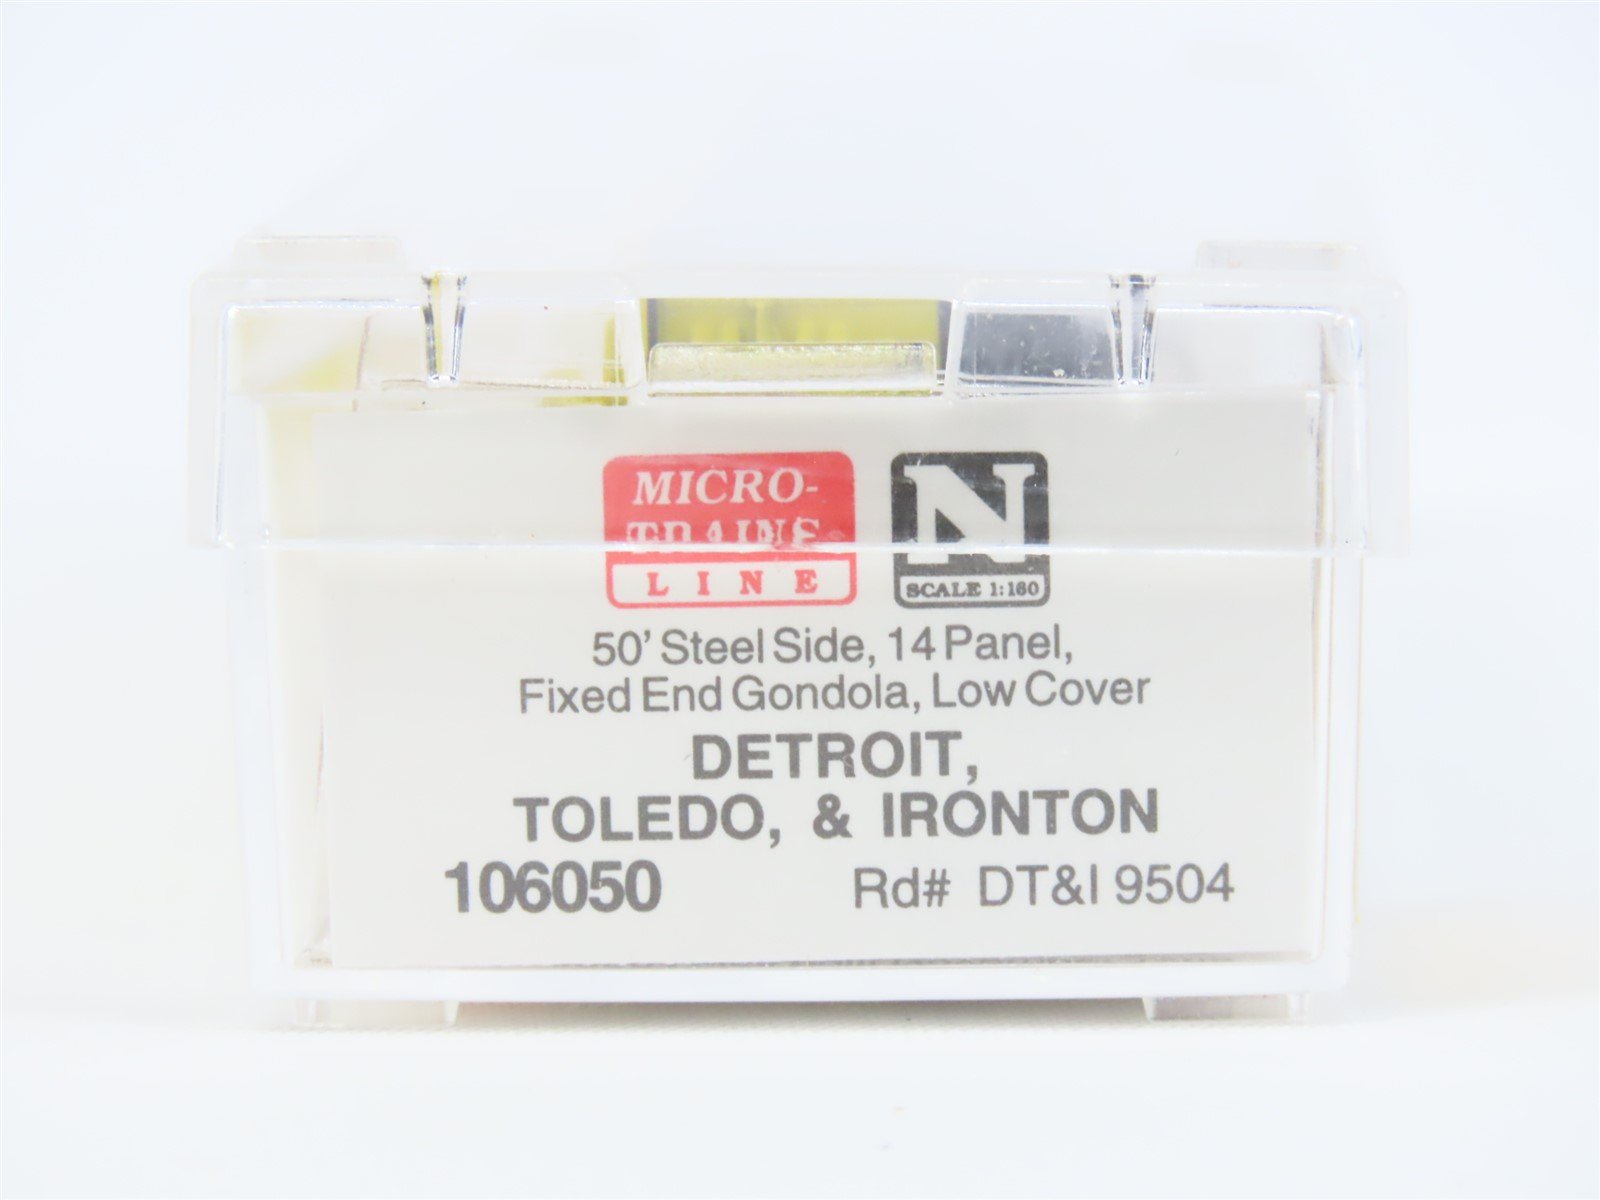 MICRO-
TRAINS
LINE
N
SCALE 1:160
50' Steel Side, 14 Panel,
Fixed End Gondola, Low Cover
DETROIT,
TOLEDO, & IRONTON
106050 Rd# DT&I 9504